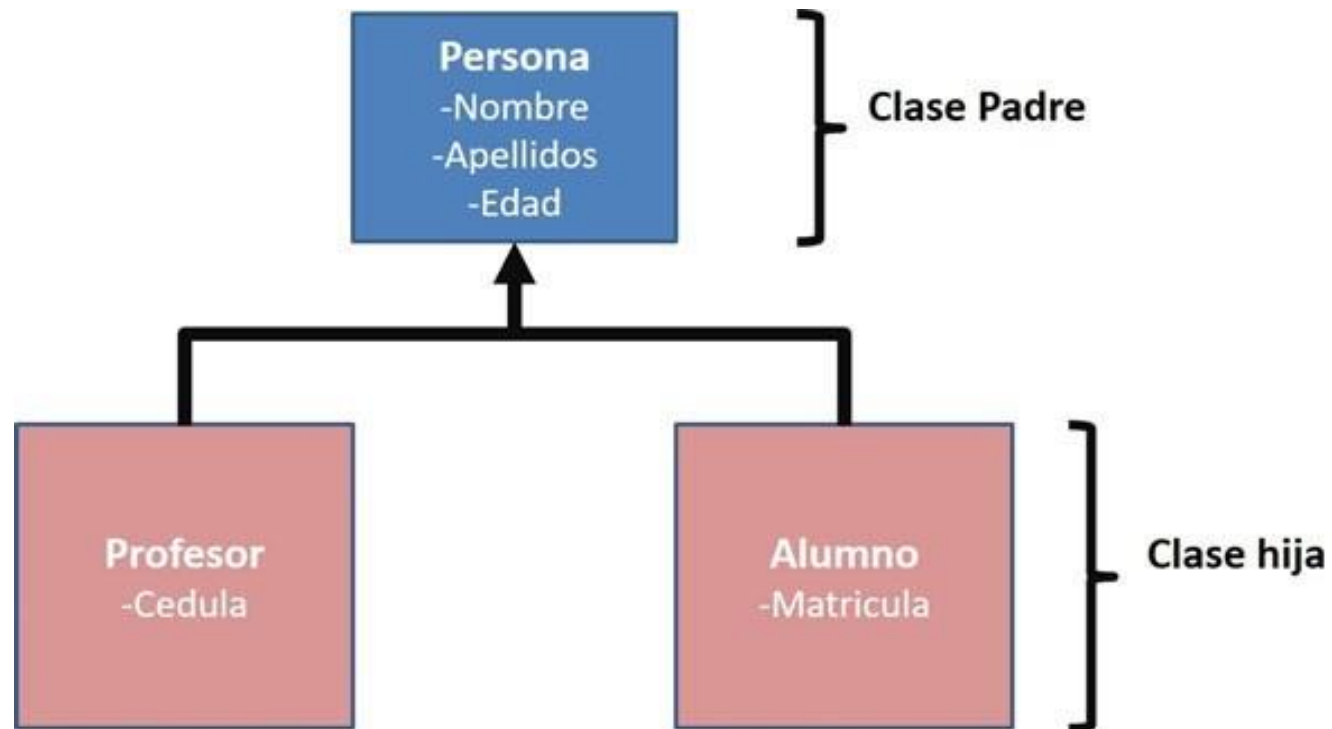 Persona
-Nombre
-Apellidos
-Edad
Clase Padre
Profesor
-Cedula
Alumno
-Matricula
Clase hija